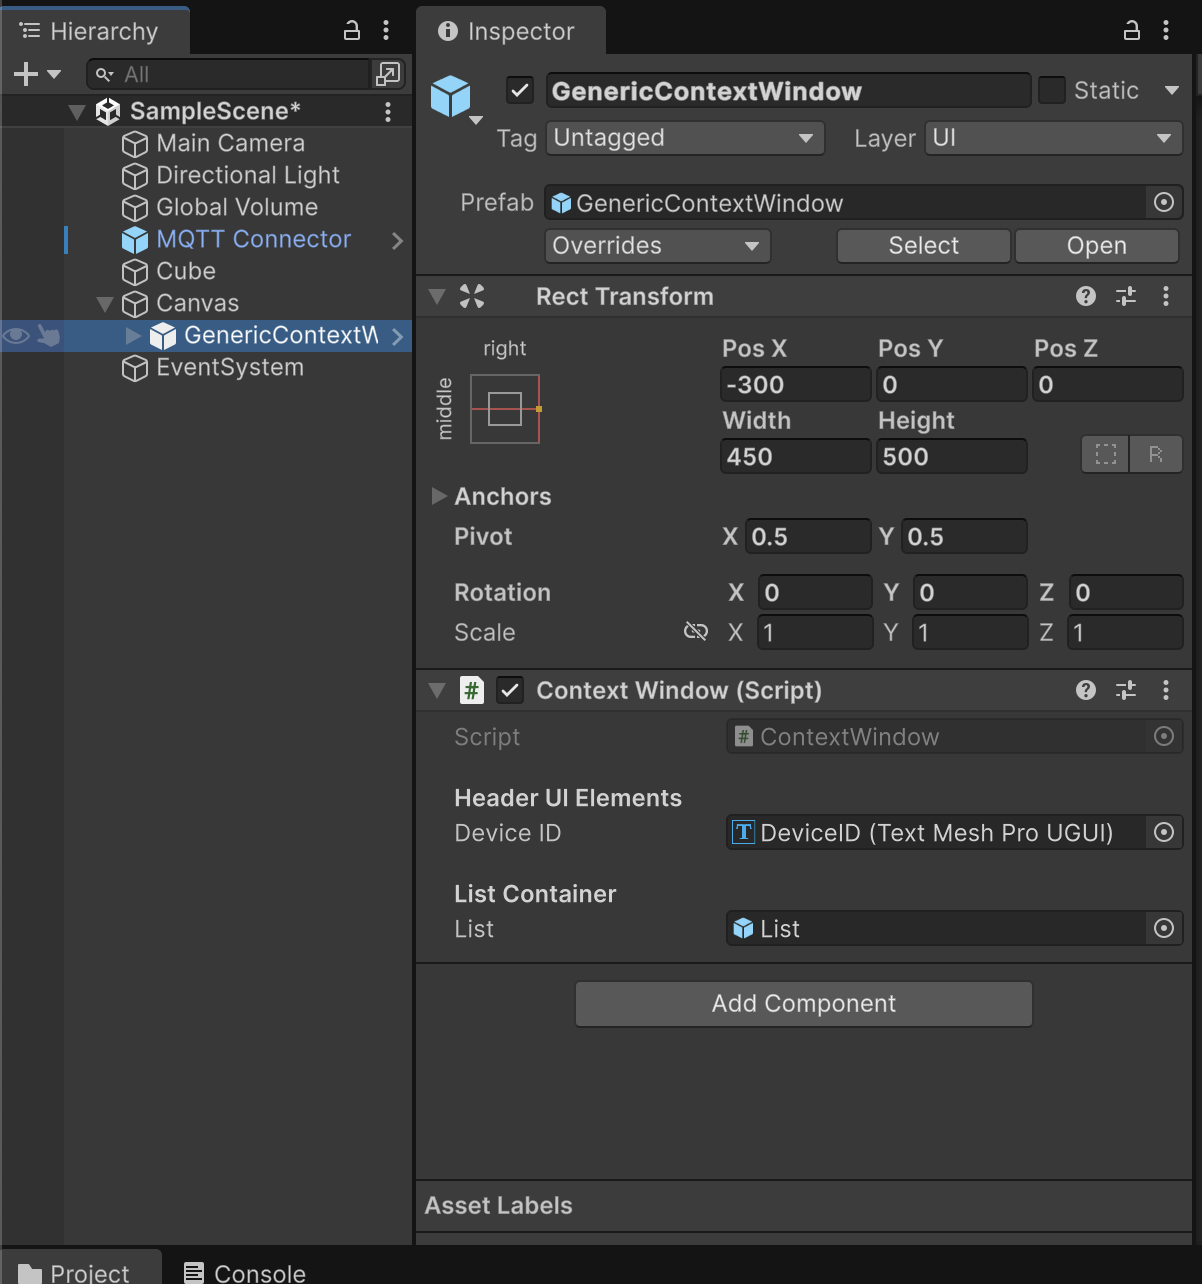 Hierarchy
All
SampleScene*
Main Camera
Directional Light
Global Volume
MQTT Connector
Cube
Canvas
GenericContextW
EventSystem
Inspector
GenericContextWindow
Static
Tag Untagged Layer UI
Prefab GenericContextWindow
Overrides Select Open
Rect Transform
right
middle
Pos X Pos Y Pos Z
-300 0 0
Width Height
450 500
R
Anchors
Pivot X 0.5 Y 0.5
Rotation X 0 Y 0 Z 0
Scale X 1 Y 1 Z 1
# Context Window (Script)
Script # ContextWindow
Header UI Elements
Device ID T DeviceID (Text Mesh Pro UGUI)
List Container
List List
Add Component
Asset Labels
Project Console